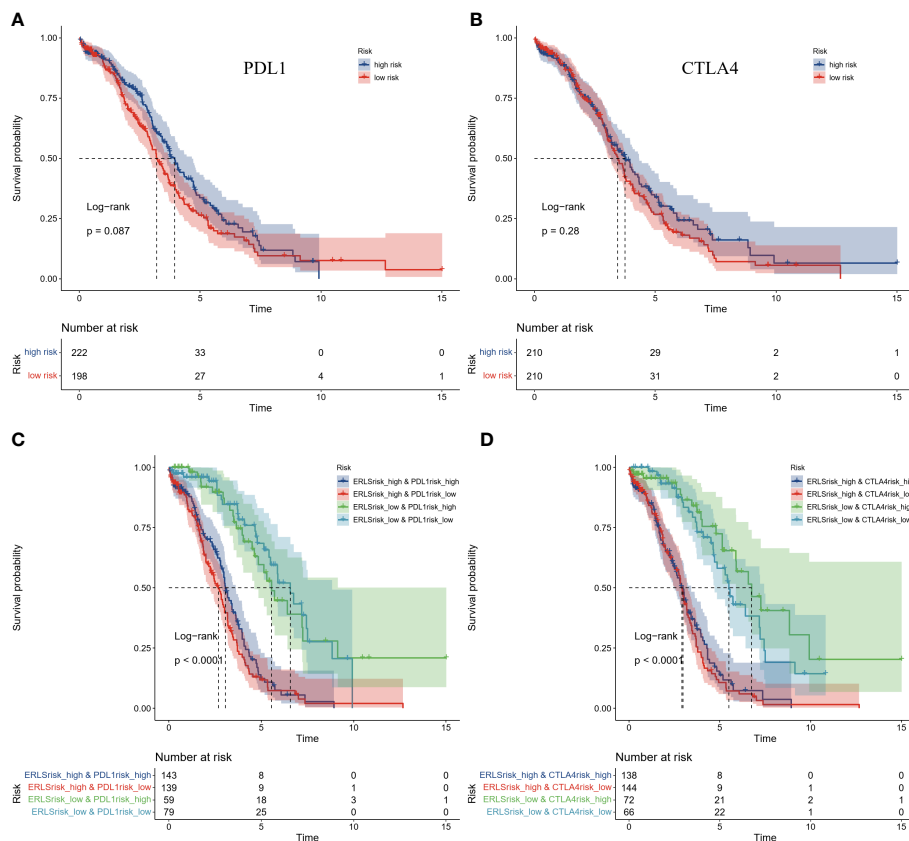 A
PDL1
Risk
high risk
low risk
Survival probability
1.00
0.75
0.50
0.25
0.00
Log-rank
p = 0.087
0 5 10 15
Time
Number at risk
Risk
high risk 222 33 0 0
low risk 198 27 4 1
0 5 10 15
Time
B
CTLA4
Risk
high risk
low risk
Survival probability
1.00
0.75
0.50
0.25
0.00
Log-rank
p = 0.28
0 5 10 15
Time
Number at risk
Risk
high risk 210 29 2 1
low risk 210 31 2 0
0 5 10 15
Time
C
Risk
ERLSrisk_high & PDL1risk_high
ERLSrisk_high & PDL1risk_low
ERLSrisk_low & PDL1risk_high
ERLSrisk_low & PDL1risk_low
Survival probability
1.00
0.75
0.50
0.25
0.00
Log-rank
p < 0.0001
0 5 10 15
Time
Number at risk
Risk
ERLSrisk_high & PDL1risk_high 143 8 0 0
ERLSrisk_high & PDL1risk_low 139 9 1 0
ERLSrisk_low & PDL1risk_high 59 18 3 1
ERLSrisk_low & PDL1risk_low 79 25 0 0
0 5 10 15
Time
D
Risk
ERLSrisk_high & CTLA4risk_hi
ERLSrisk_high & CTLA4risk_lo
ERLSrisk_low & CTLA4risk_hig
ERLSrisk_low & CTLA4risk_low
Survival probability
1.00
0.75
0.50
0.25
0.00
Log-rank
p < 0.0001
0 5 10 15
Time
Number at risk
Risk
ERLSrisk_high & CTLA4risk_high 138 8 0 0
ERLSrisk_high & CTLA4risk_low 144 9 1 0
ERLSrisk_low & CTLA4risk_high 72 21 2 1
ERLSrisk_low & CTLA4risk_low 66 22 1 0
0 5 10 15
Time